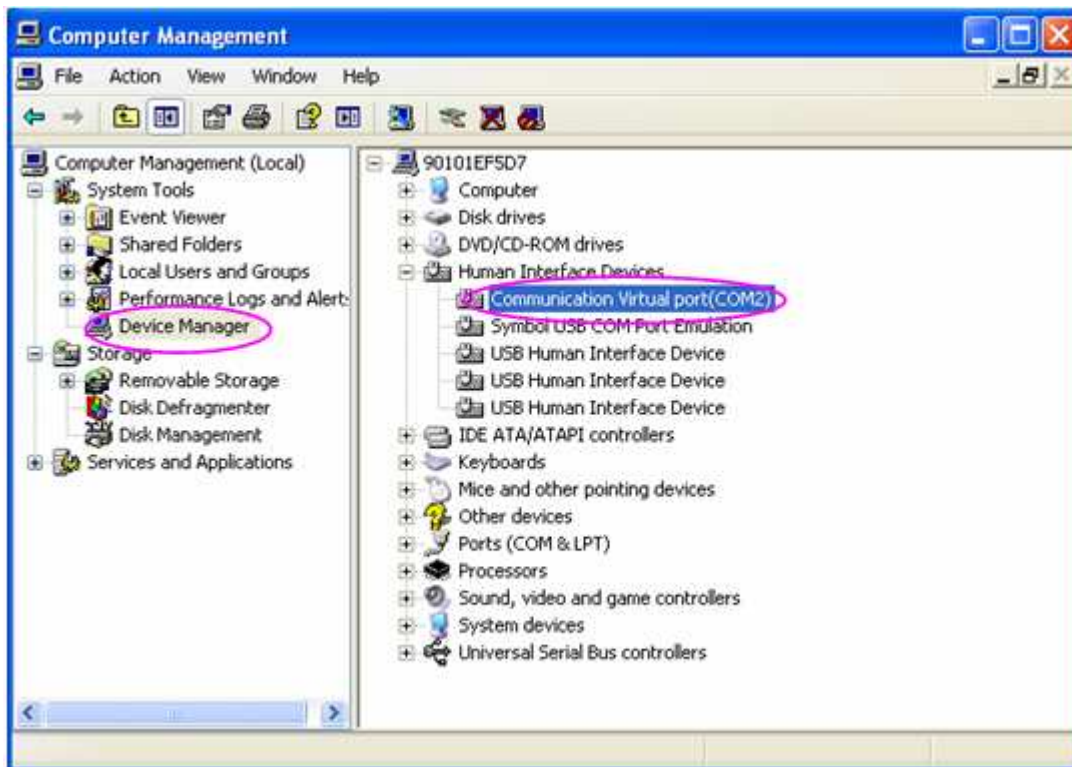 Computer Management
File Action View Window Help
Computer Management (Local)
System Tools
Event Viewer
Shared Folders
Local Users and Groups
Performance Logs and Alert
Device Manager
Storage
Removable Storage
Disk Defragmenter
Disk Management
Services and Applications
90101EF5D7
Computer
Disk drives
DVD/CD-ROM drives
Human Interface Devices
Communication Virtual port(COM2)
Symbol USB COM Port Emulation
USB Human Interface Device
USB Human Interface Device
USB Human Interface Device
IDE ATA/ATAPI controllers
Keyboards
Mice and other pointing devices
Other devices
Ports (COM & LPT)
Processors
Sound, video and game controllers
System devices
Universal Serial Bus controllers